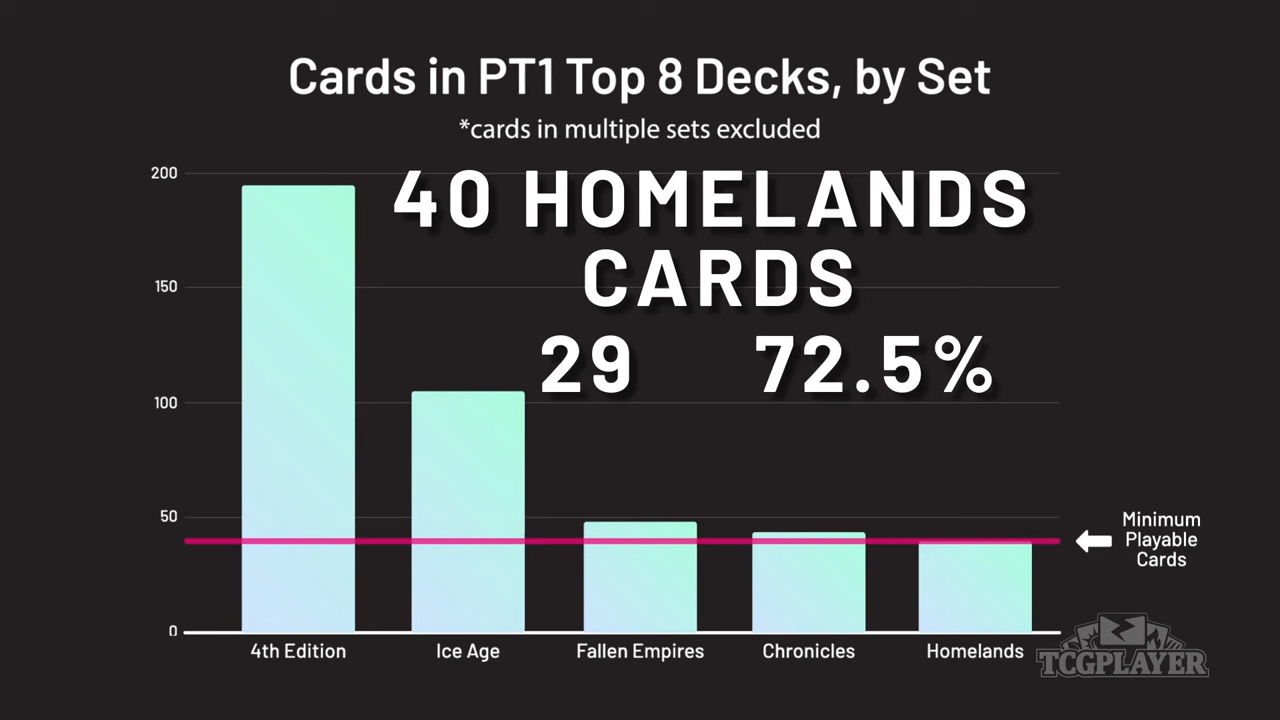 Cards in PT1 Top 8 Decks, by Set
*cards in multiple sets excluded
200
40 HOMELANDS
CARDS
150
29 72.5%
100
50
Minimum
Playable
Cards
0
4th Edition Ice Age Fallen Empires Chronicles Homelands
TCGPLAYER